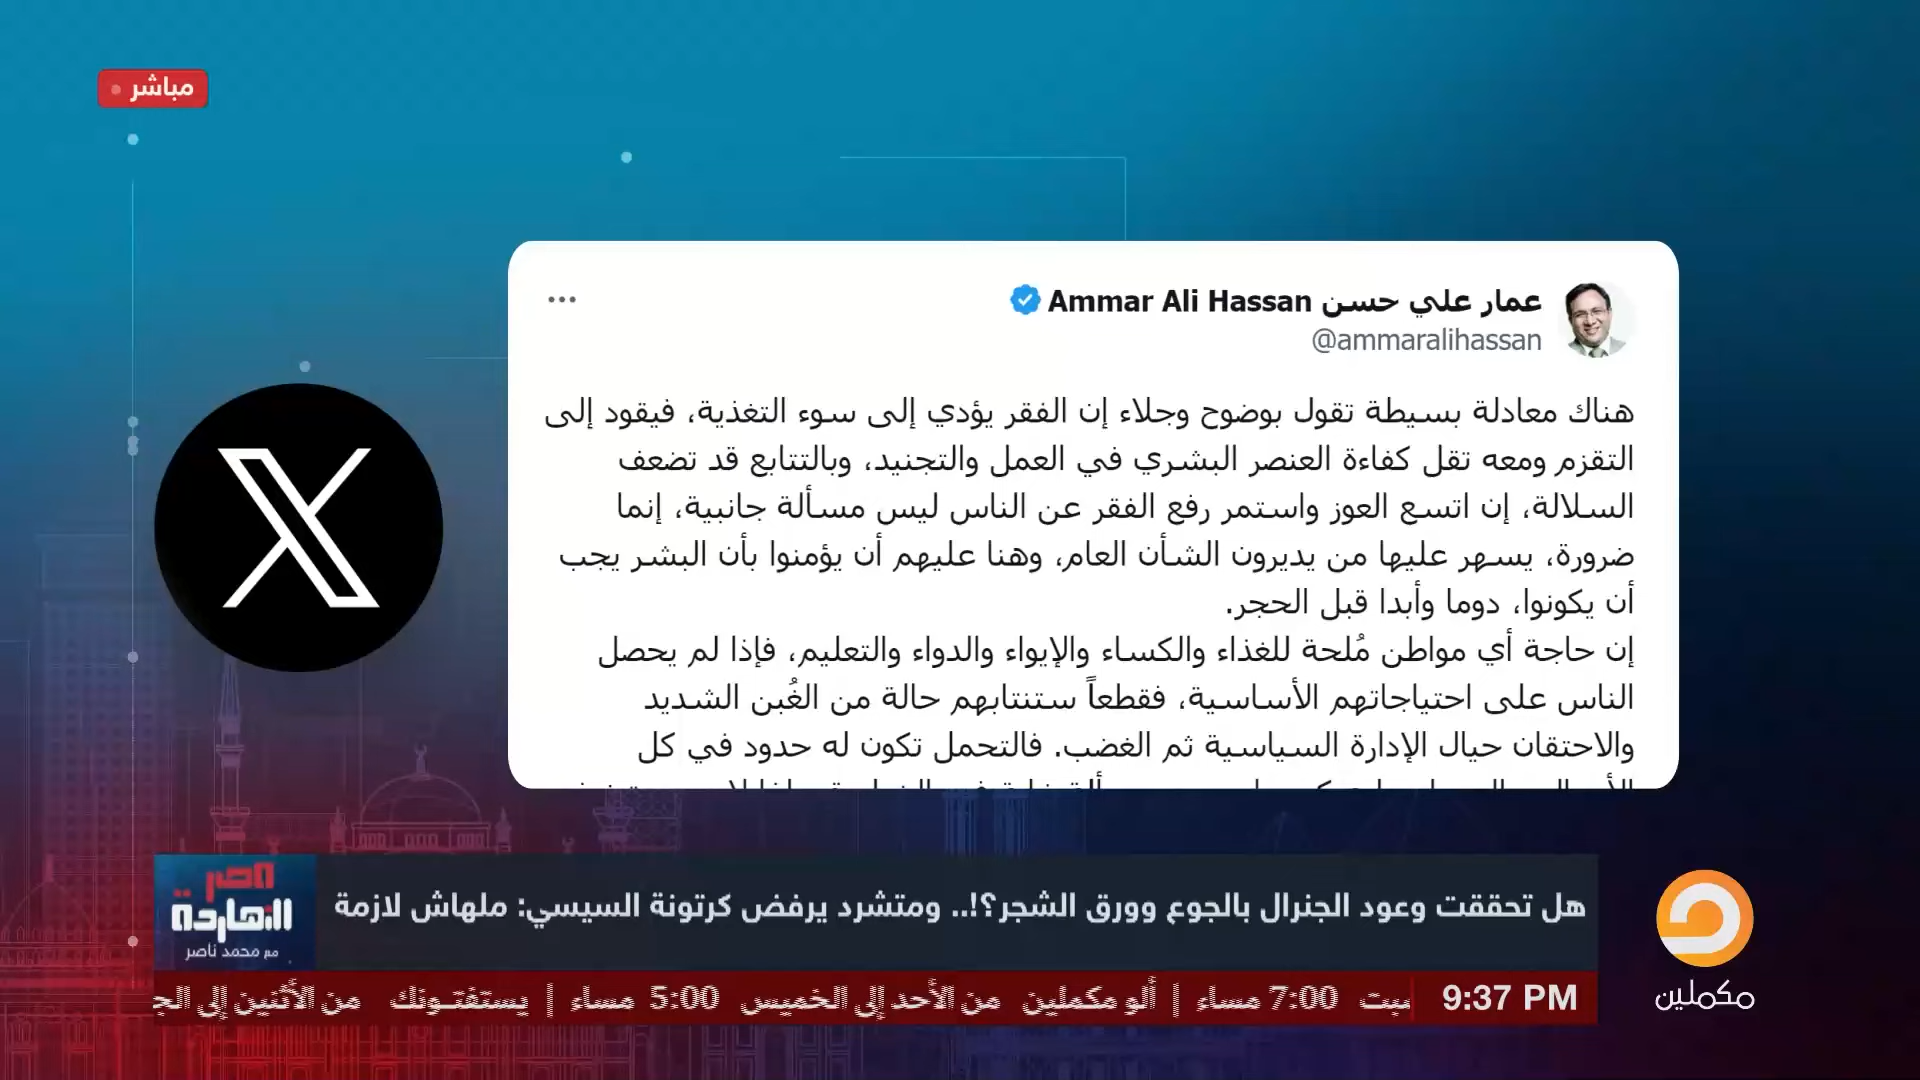 مباشر
عمار علي حسن Ammar Ali Hassan
@ammaralihassan
هناك معادلة بسيطة تقول بوضوح وجلاء إن الفقر يؤدي إلى سوء التغذية، فيقود إلى
التقزم ومعه تقل كفاءة العنصر البشري في العمل والتجنيد، وبالتتابع قد تضعف
السلالة، إن اتسع العوز واستمر رفع الفقر عن الناس ليس مسألة جانبية، إنما
ضرورة، يسهر عليها من يديرون الشأن العام، وهنا عليهم أن يؤمنوا بأن البشر يجب
أن يكونوا، دوما وأبدا قبل الحجر.
إن حاجة أي مواطن مُلحة للغذاء والكساء والإيواء والدواء والتعليم، فإذا لم يحصل
الناس على احتياجاتهم الأساسية، فقطعاً ستنتابهم حالة من الغُبن الشديد
والاحتقان حيال الإدارة السياسية ثم الغضب. فالتحمل تكون له حدود في كل
هل تحققت وعود الجنرال بالجوع وورق الشجر؟!.. ومتشرد يرفض كرتونة السيسي: ملهاش لازمة
مصر
النهاردة
مع محمد ناصر
9:37 PM
7:00 مساء | ألو مكملين من الأحد إلى الخميس 5:00 مساء | يستفتونك من الأثنين إلى
مكملين